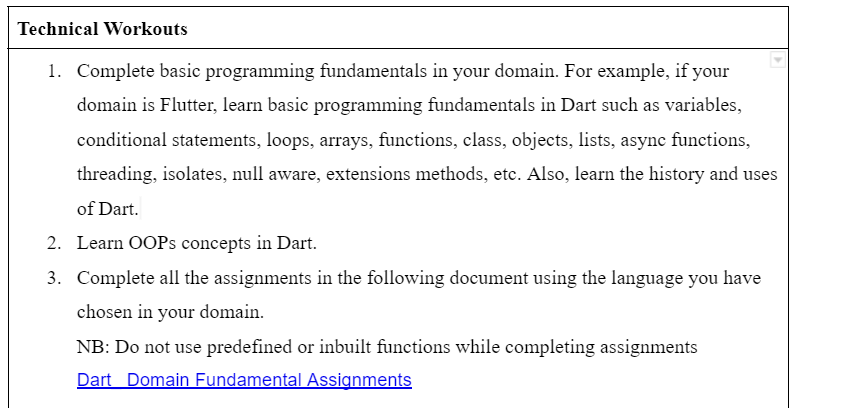 Technical Workouts
1. Complete basic programming fundamentals in your domain. For example, if your
domain is Flutter, learn basic programming fundamentals in Dart such as variables,
conditional statements, loops, arrays, functions, class, objects, lists, async functions,
threading, isolates, null aware, extensions methods, etc. Also, learn the history and uses
of Dart.
2. Learn OOPs concepts in Dart.
3. Complete all the assignments in the following document using the language you have
chosen in your domain.
NB: Do not use predefined or inbuilt functions while completing assignments
Dart_ Domain Fundamental Assignments